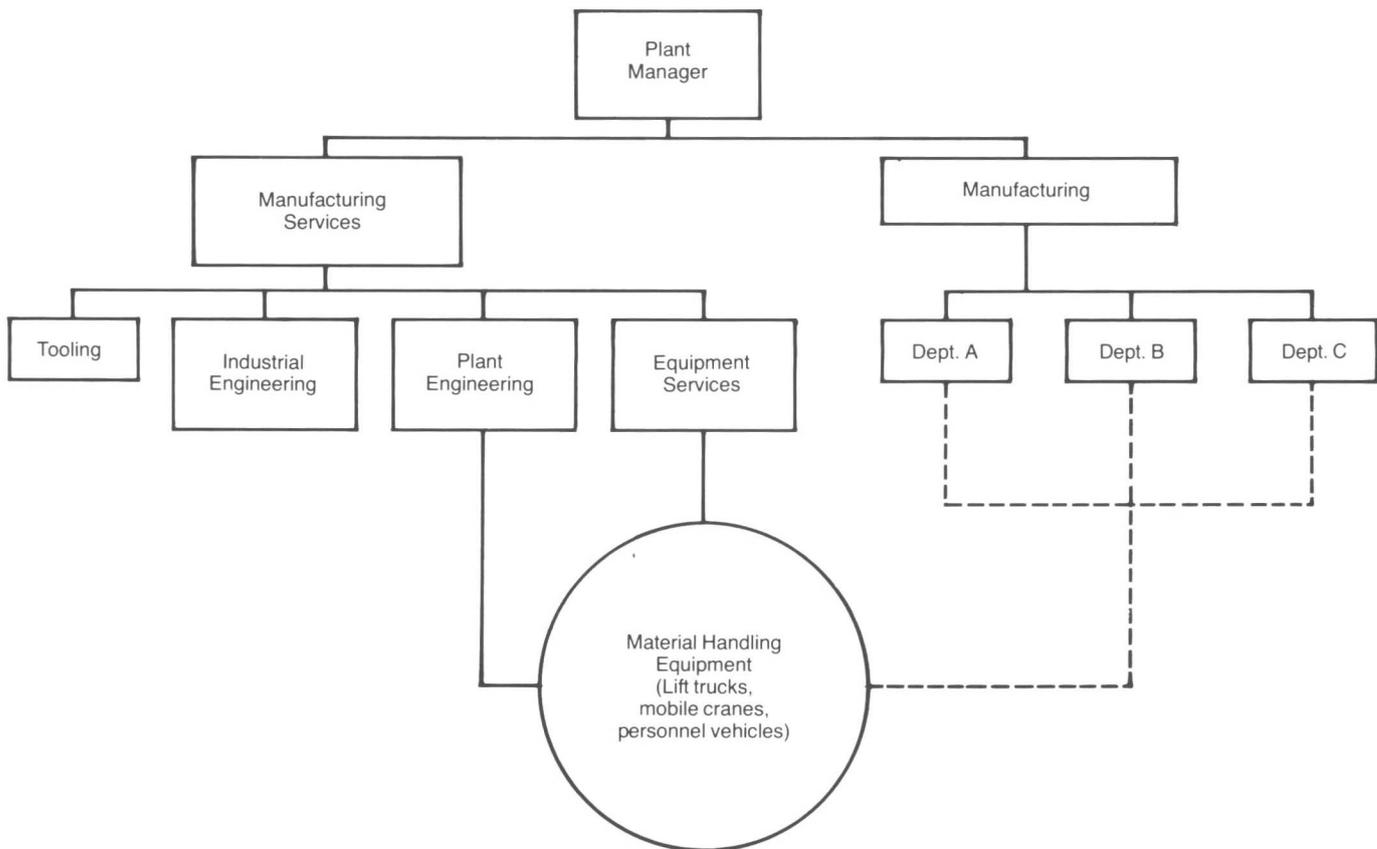 Plant
Manager
Manufacturing
Services
Manufacturing
Tooling
Industrial
Engineering
Plant
Engineering
Equipment
Services
Dept. A
Dept. B
Dept. C
Material Handling
Equipment
(Lift trucks,
mobile cranes,
personnel vehicles)